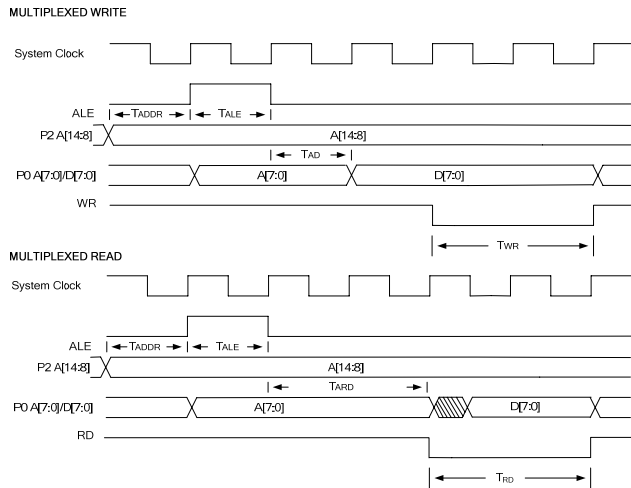 MULTIPLEXED WRITE
System Clock
ALE
TADDR
TALE
P2 A[14:8]
A[14:8]
TAD
P0 A[7:0]/D[7:0]
A[7:0]
D[7:0]
WR
TWR
MULTIPLEXED READ
System Clock
ALE
TADDR
TALE
P2 A[14:8]
A[14:8]
TARD
P0 A[7:0]/D[7:0]
A[7:0]
D[7:0]
RD
TRD